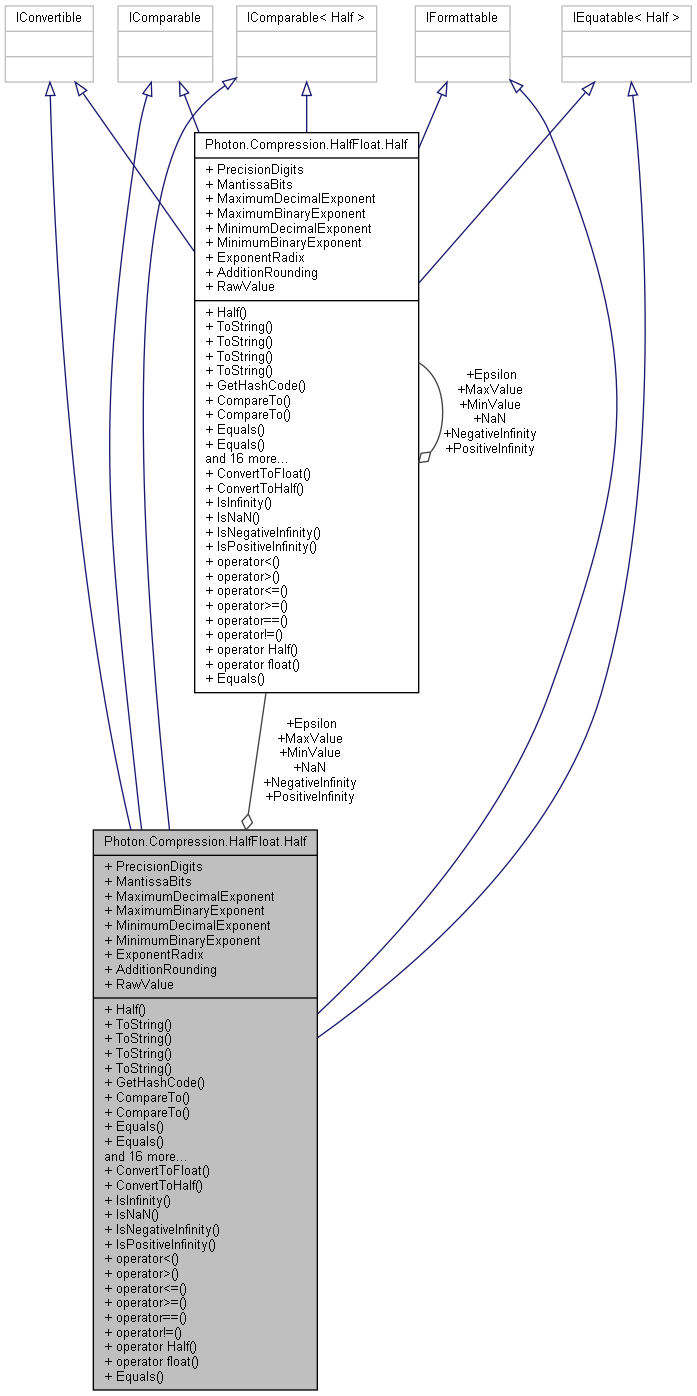 IConvertible
IComparable
IComparable< Half >
IFormattable
IEquatable< Half >
Photon.Compression.HalfFloat.Half
+ PrecisionDigits
+ MantissaBits
+ MaximumDecimalExponent
+ MaximumBinaryExponent
+ MinimumDecimalExponent
+ MinimumBinaryExponent
+ ExponentRadix
+ AdditionRounding
+ RawValue
+ Half()
+ ToString()
+ ToString()
+ ToString()
+ ToString()
+ GetHashCode()
+ CompareTo()
+ CompareTo()
+ Equals()
+ Equals()
and 16 more...
+ ConvertToFloat()
+ ConvertToHalf()
+ IsInfinity()
+ IsNaN()
+ IsNegativeInfinity()
+ IsPositiveInfinity()
+ operator<()
+ operator>()
+ operator<=()
+ operator>=()
+ operator==()
+ operator!=()
+ operator Half()
+ operator float()
+ Equals()
+Epsilon
+MaxValue
+MinValue
+NaN
+NegativeInfinity
+PositiveInfinity
+Epsilon
+MaxValue
+MinValue
+NaN
+NegativeInfinity
+PositiveInfinity
Photon.Compression.HalfFloat.Half
+ PrecisionDigits
+ MantissaBits
+ MaximumDecimalExponent
+ MaximumBinaryExponent
+ MinimumDecimalExponent
+ MinimumBinaryExponent
+ ExponentRadix
+ AdditionRounding
+ RawValue
+ Half()
+ ToString()
+ ToString()
+ ToString()
+ ToString()
+ GetHashCode()
+ CompareTo()
+ CompareTo()
+ Equals()
+ Equals()
and 16 more...
+ ConvertToFloat()
+ ConvertToHalf()
+ IsInfinity()
+ IsNaN()
+ IsNegativeInfinity()
+ IsPositiveInfinity()
+ operator<()
+ operator>()
+ operator<=()
+ operator>=()
+ operator==()
+ operator!=()
+ operator Half()
+ operator float()
+ Equals()